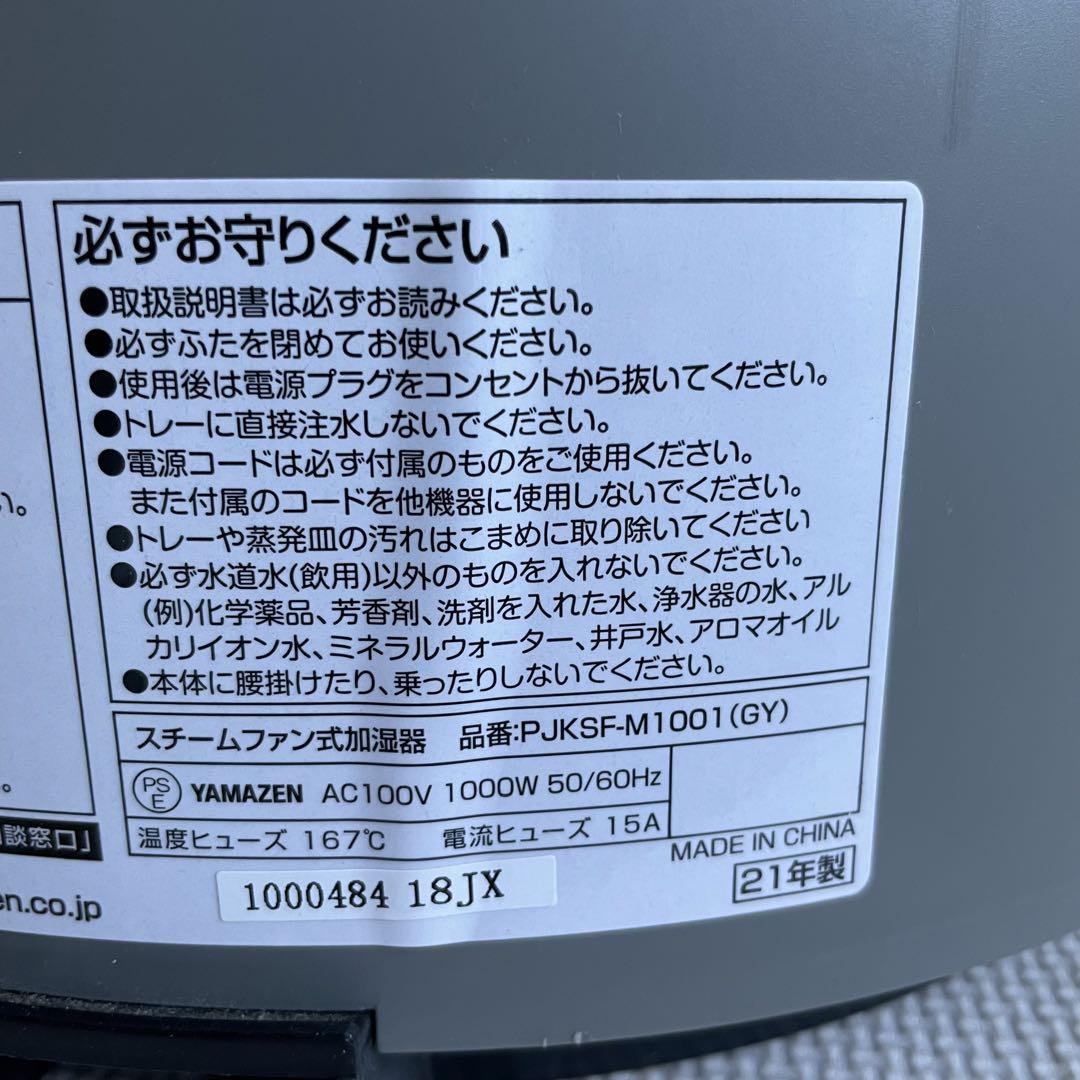 必ずお守りください
●取扱説明書は必ずお読みください。
●必ずふたを閉めてお使いください。
●使用後は電源プラグをコンセントから抜いてください。
●トレーに直接注水しないでください。
●電源コードは必ず付属のものをご使用ください。
また付属のコードを他機器に使用しないでください。
●トレーや蒸発皿の汚れはこまめに取り除いてください
●必ず水道水(飲用)以外のものを入れないでください。
(例)化学薬品、芳香剤、洗剤を入れた水、浄水器の水、アル
カリイオン水、ミネラルウォーター、井戸水、アロマオイル
●本体に腰掛けたり、乗ったりしないでください。
スチームファン式加湿器 品番:PJKSF-M1001(GY)
PSE YAMAZEN AC100V 1000W 50/60Hz
温度ヒューズ 167℃ 電流ヒューズ 15A
MADE IN CHINA
21年製
1000484 18JX
い。
。
談窓口」
en.co.jp